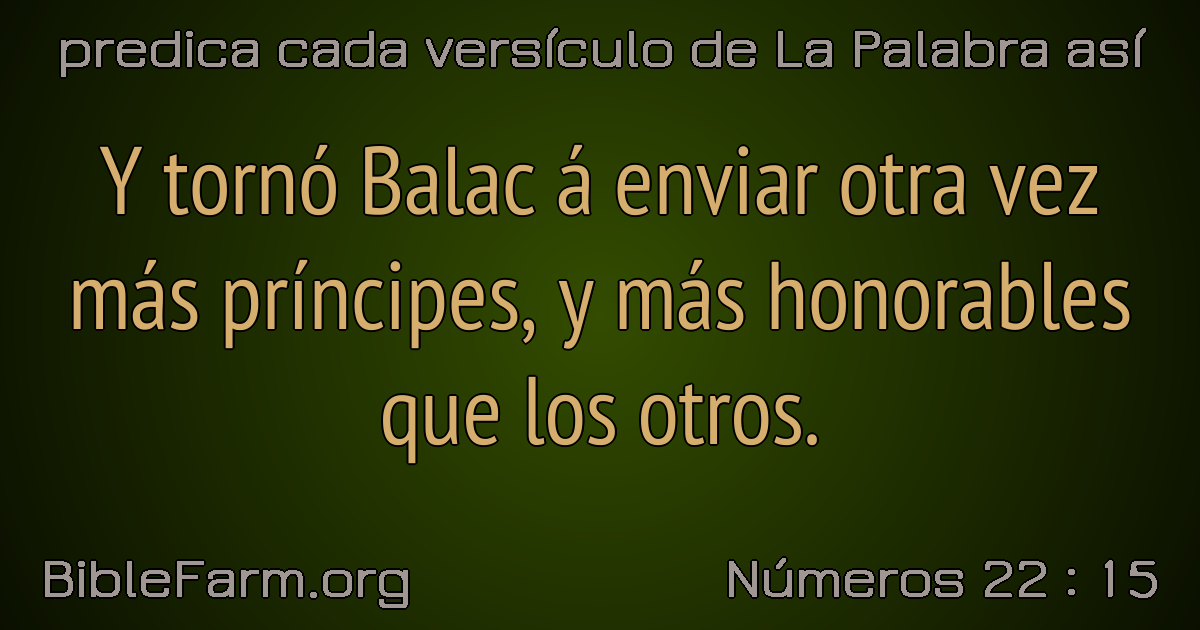 predica cada versículo de La Palabra así
Y tornó Balac á enviar otra vez
más príncipes, y más honorables
que los otros.
BibleFarm.org
Números 22 : 15